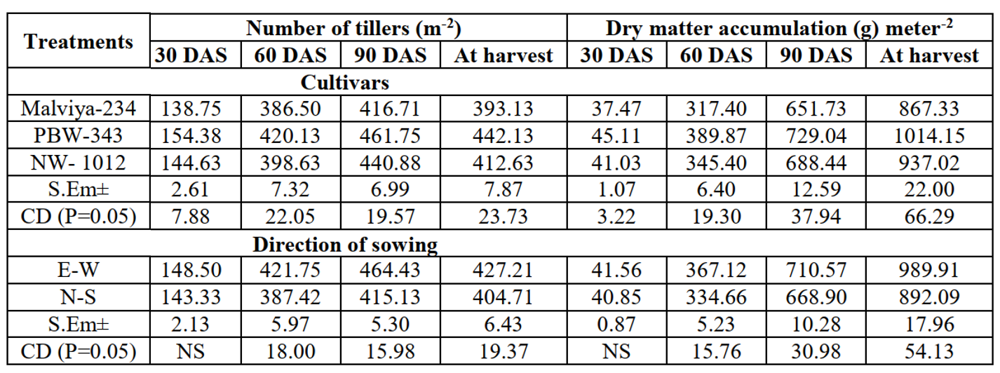 Treatments Number of tillers (m-2) Dry matter accumulation (g) meter-2
30 DAS 60 DAS 90 DAS At harvest 30 DAS 60 DAS 90 DAS At harvest
Cultivars
Malviya-234 138.75 386.50 416.71 393.13 37.47 317.40 651.73 867.33
PBW-343 154.38 420.13 461.75 442.13 45.11 389.87 729.04 1014.15
NW- 1012 144.63 398.63 440.88 412.63 41.03 345.40 688.44 937.02
S.Em± 2.61 7.32 6.99 7.87 1.07 6.40 12.59 22.00
CD (P=0.05) 7.88 22.05 19.57 23.73 3.22 19.30 37.94 66.29
Direction of sowing
E-W 148.50 421.75 464.43 427.21 41.56 367.12 710.57 989.91
N-S 143.33 387.42 415.13 404.71 40.85 334.66 668.90 892.09
S.Em± 2.13 5.97 5.30 6.43 0.87 5.23 10.28 17.96
CD (P=0.05) NS 18.00 15.98 19.37 NS 15.76 30.98 54.13